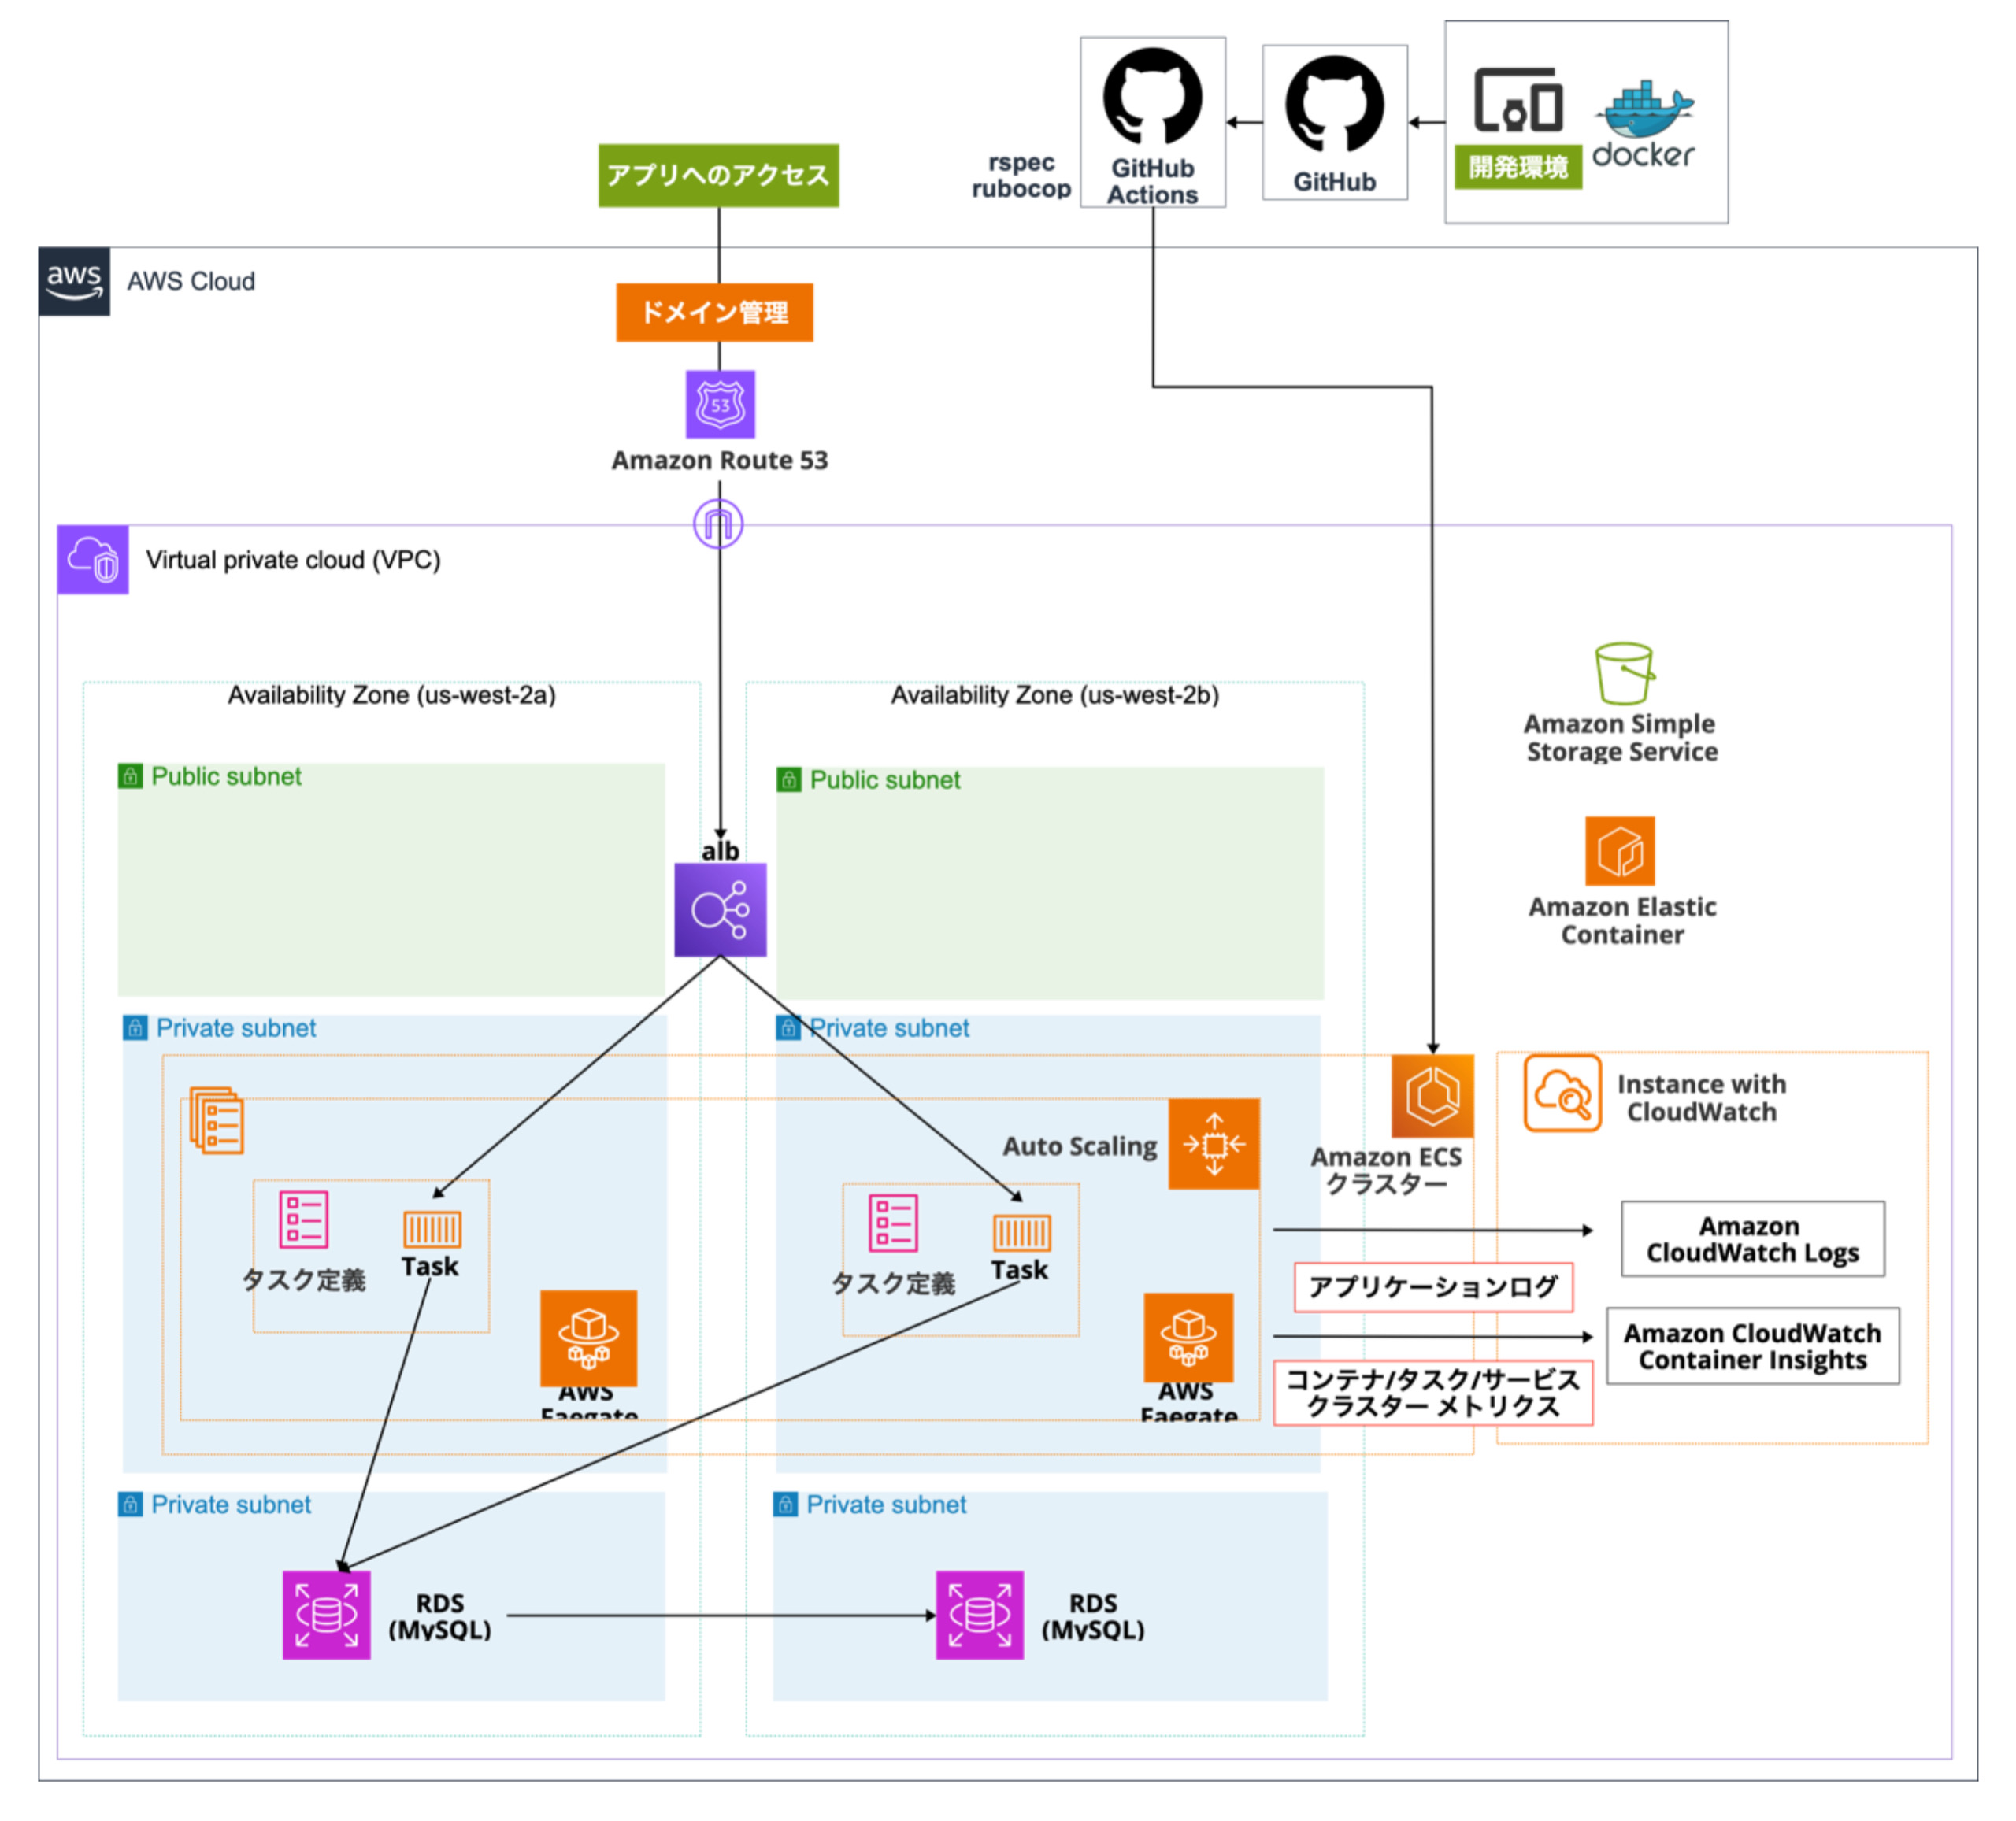 rspec
rubocop
GitHub
Actions
GitHub
開発環境
docker
アプリへのアクセス
aws
AWS Cloud
ドメイン管理
53
Amazon Route 53
Virtual private cloud (VPC)
Availability Zone (us-west-2a)
Availability Zone (us-west-2b)
Amazon Simple
Storage Service
Public subnet
Public subnet
alb
Amazon Elastic
Container
Private subnet
Private subnet
Auto Scaling
Amazon ECS
クラスター
Instance with
CloudWatch
タスク定義
Task
タスク定義
Task
Amazon
CloudWatch Logs
アプリケーションログ
Amazon CloudWatch
Container Insights
コンテナ/タスク/サービス
クラスター メトリクス
AWS
Faegate
AWS
Faegate
Private subnet
Private subnet
RDS
(MySQL)
RDS
(MySQL)